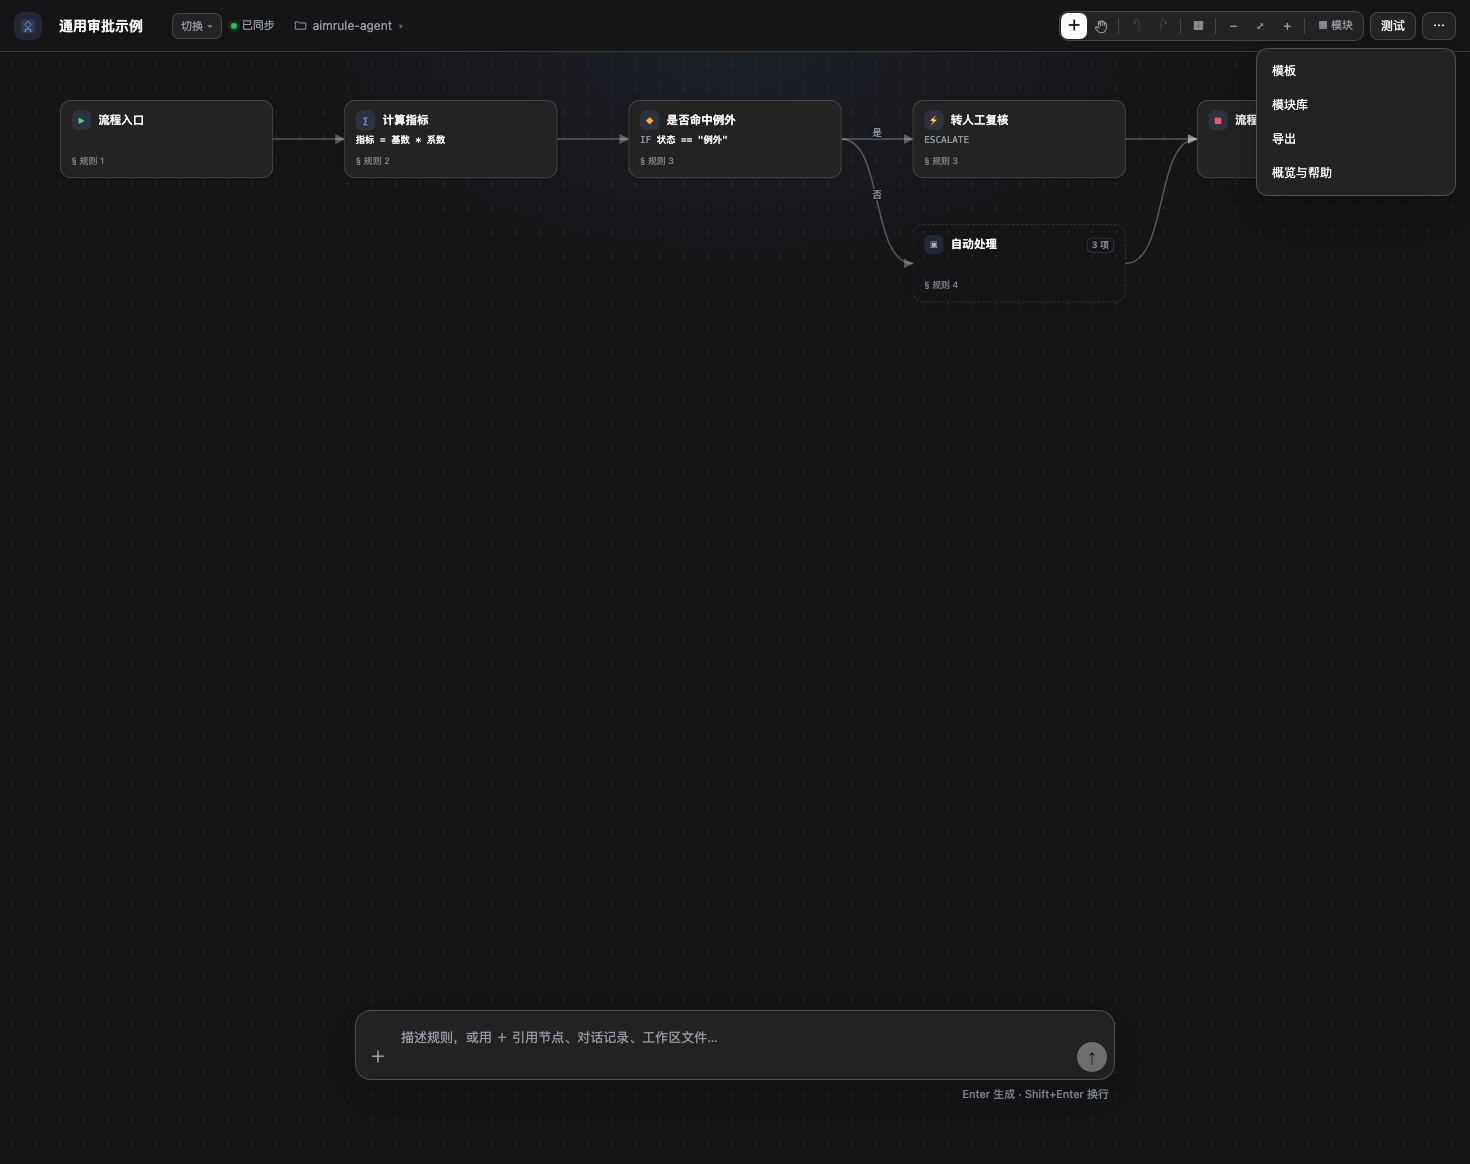 通用审批示例
切换
已同步
aimrule-agent
模块
测试
模板
模块库
导出
概览与帮助
流程入口
§ 规则 1
计算指标
指标 = 基数 * 系数
§ 规则 2
是否命中例外
IF 状态 == "例外"
§ 规则 3
是
否
转人工复核
ESCALATE
§ 规则 3
流程
自动处理
3 项
§ 规则 4
描述规则，或用 + 引用节点、对话记录、工作区文件...
Enter 生成 · Shift+Enter 换行